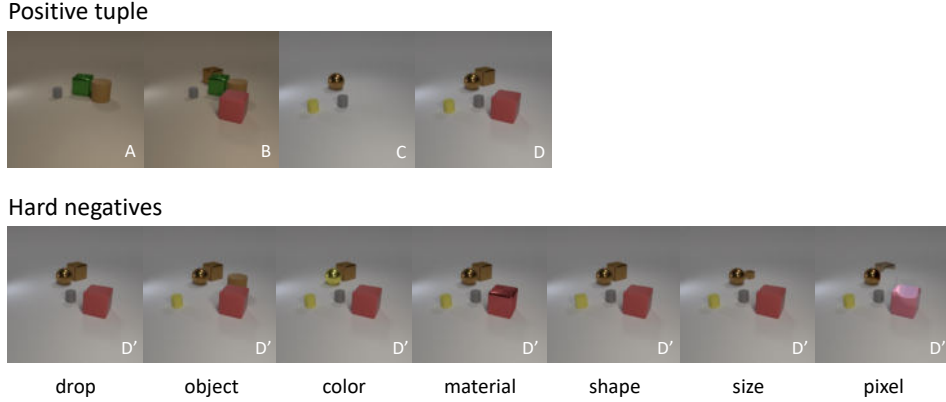 Positive tuple
A B C D
Hard negatives
D’ D’ D’ D’ D’ D’ D’
drop object color material shape size pixel